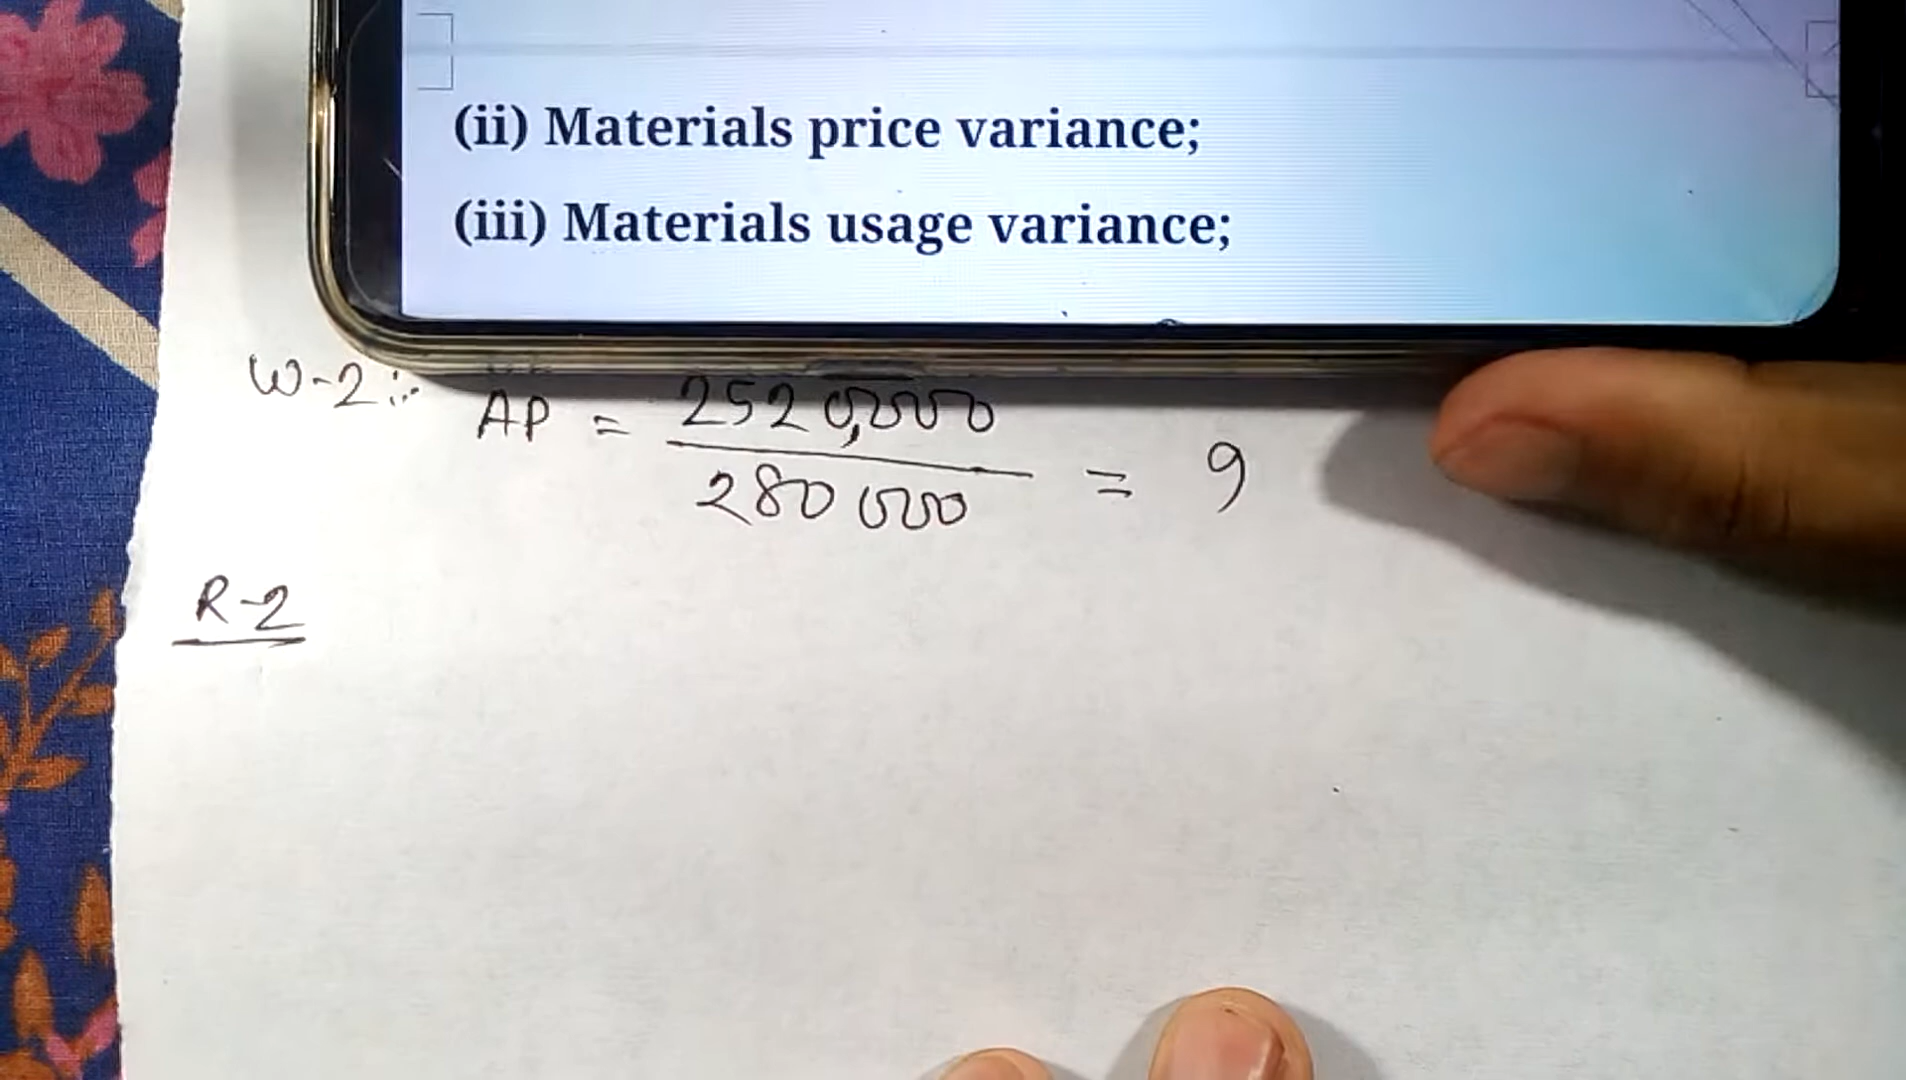 (ii) Materials price variance;
(iii) Materials usage variance;
W-2:-
AP = 2520,000 / 280000 = 9
R-2